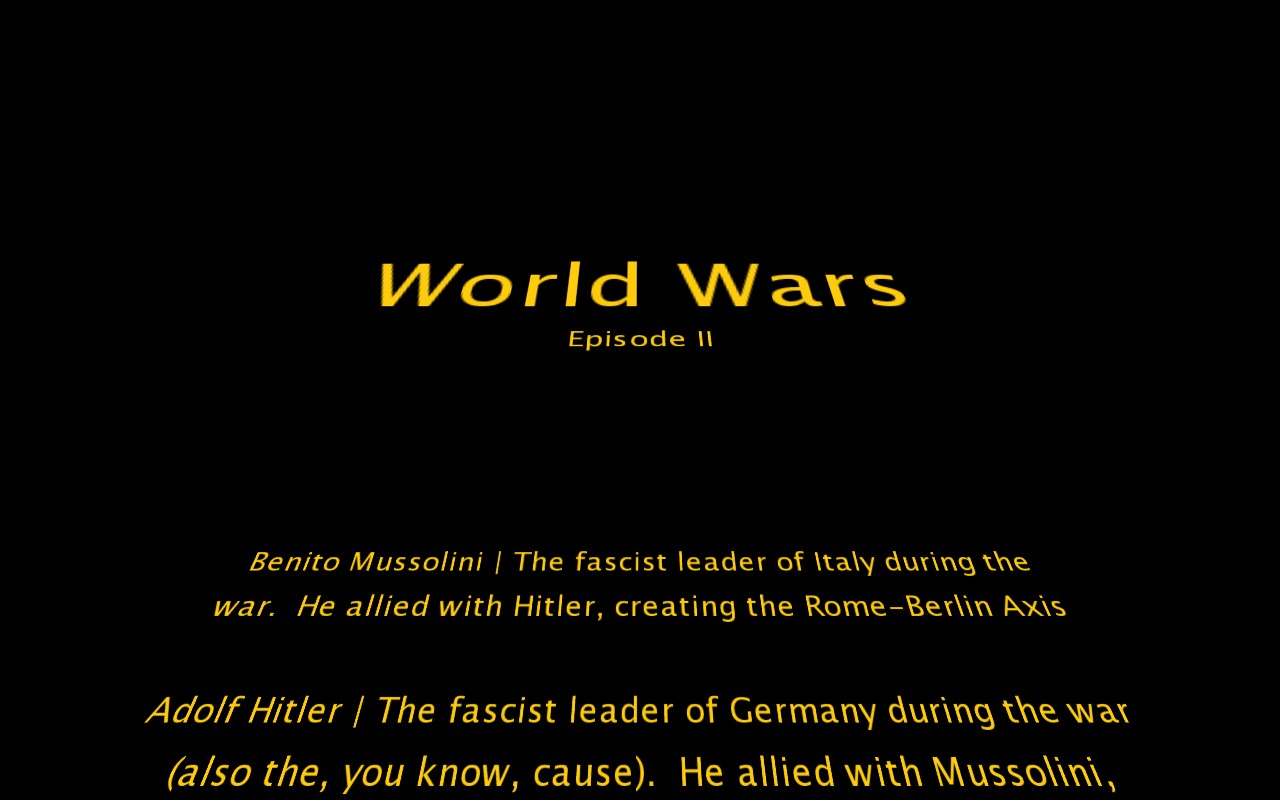 World Wars
Episode II
Benito Mussolini | The fascist leader of Italy during the
war.  He allied with Hitler, creating the Rome-Berlin Axis
Adolf Hitler | The fascist leader of Germany during the war
(also the, you know, cause).  He allied with Mussolini,